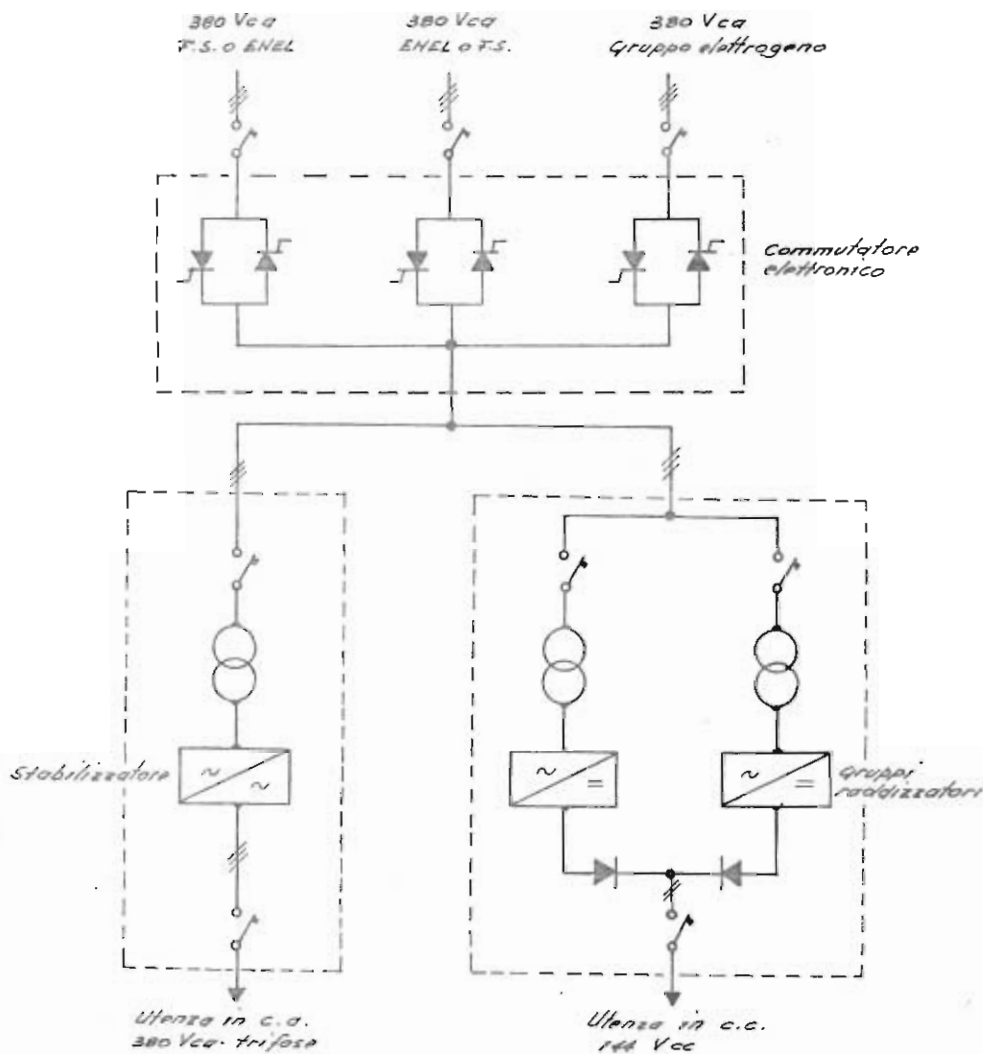 380 Vca
F.S. o ENEL
380 Vca
ENEL o F.S.
380 Vca
Gruppo elettrogeno
Commutatore
elettronico
Stabilizzatore
~
~
~
=
~
=
Gruppi
raddizzatori
Utenza in c.a.
380 Vca. trifase
Utenza in c.c.
144 Vcc